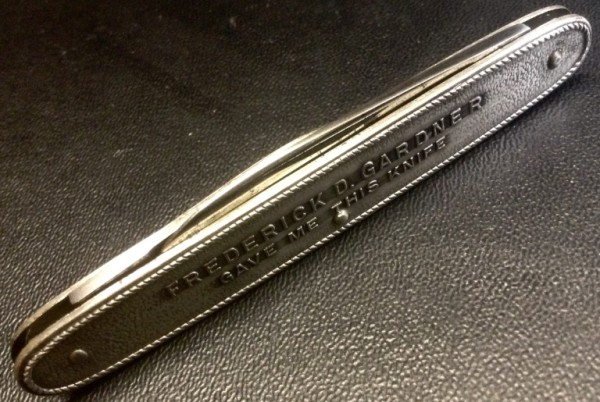 FREDERICK D. GARDNER
GAVE ME THIS KNIFE